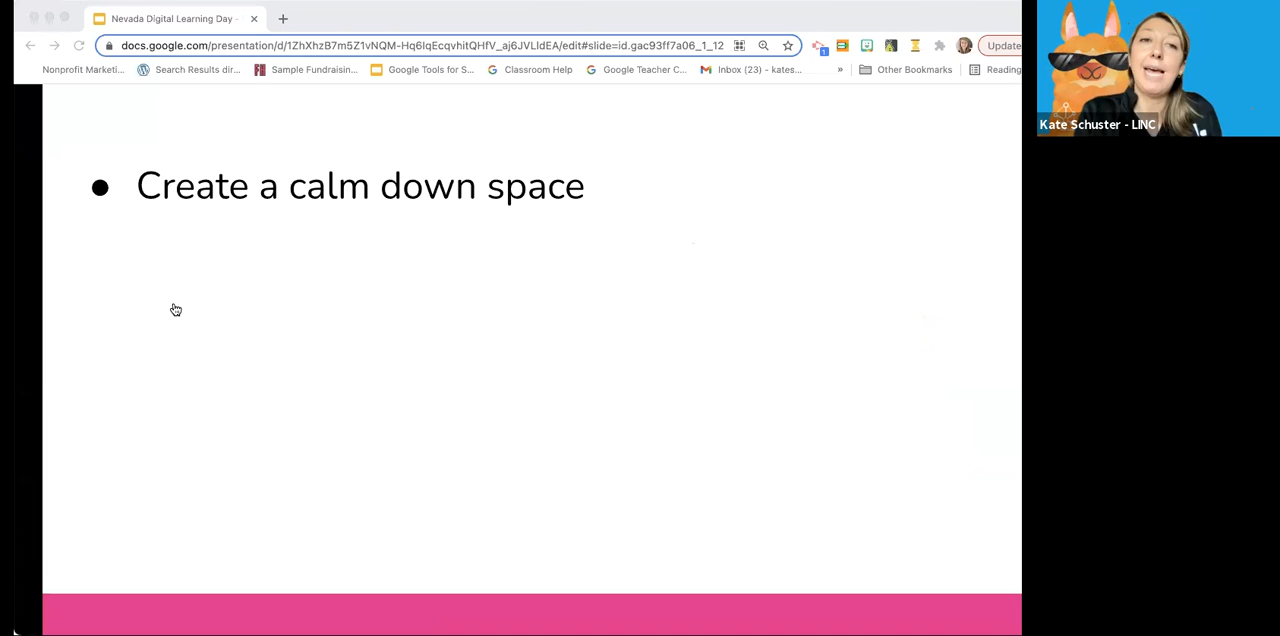 Nevada Digital Learning Day -
docs.google.com/presentation/d/1ZhXhzB7m5Z1vNQM-Hq6IqEcqvhitQHfV_aj6JVLIdEA/edit#slide=id.gac93ff7a06_1_12
Update
Nonprofit Marketi... Search Results dir... Sample Fundraisin... Google Tools for S... Classroom Help Google Teacher C... Inbox (23) - kates... » Other Bookmarks Reading
1
Kate Schuster - LINC
● Create a calm down space